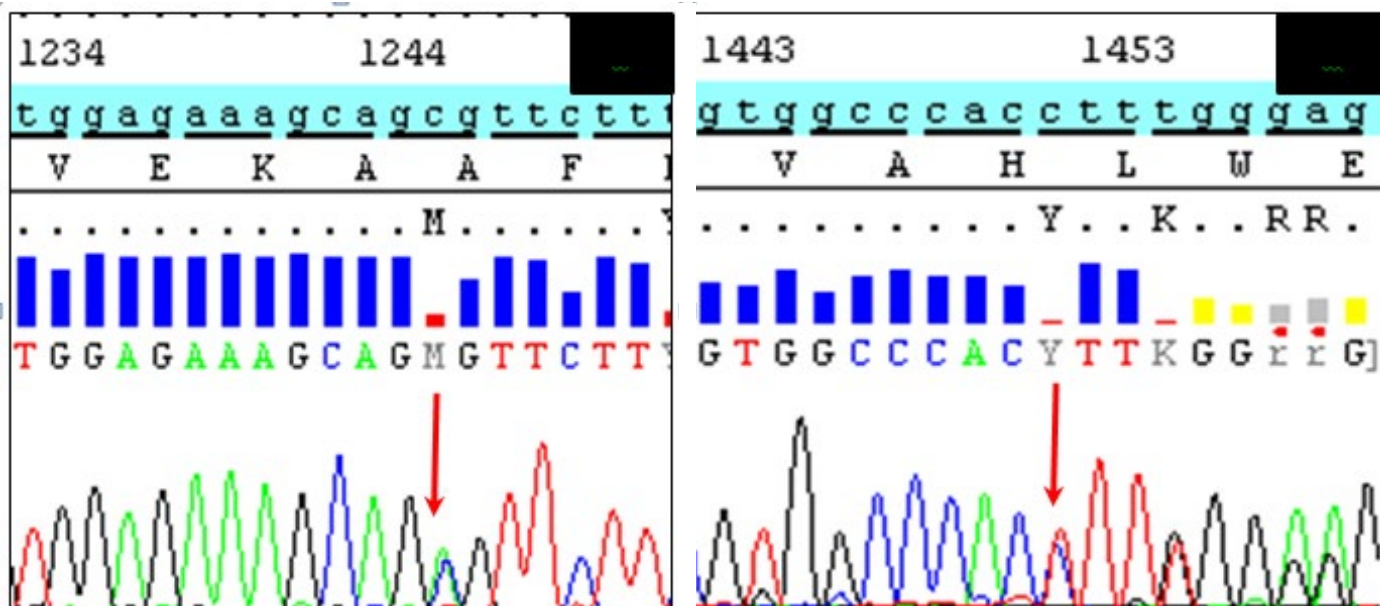 1234 1244
tggagaaagcagcgttcttt
V E K A A F
............M......Y
TGGAGAAAGCAGMGTTCTTY
1443 1453
gtggcccacctttgggag
V A H L W E
.........Y..K..RR.
GTGGCCCACYTTKGGrrG]